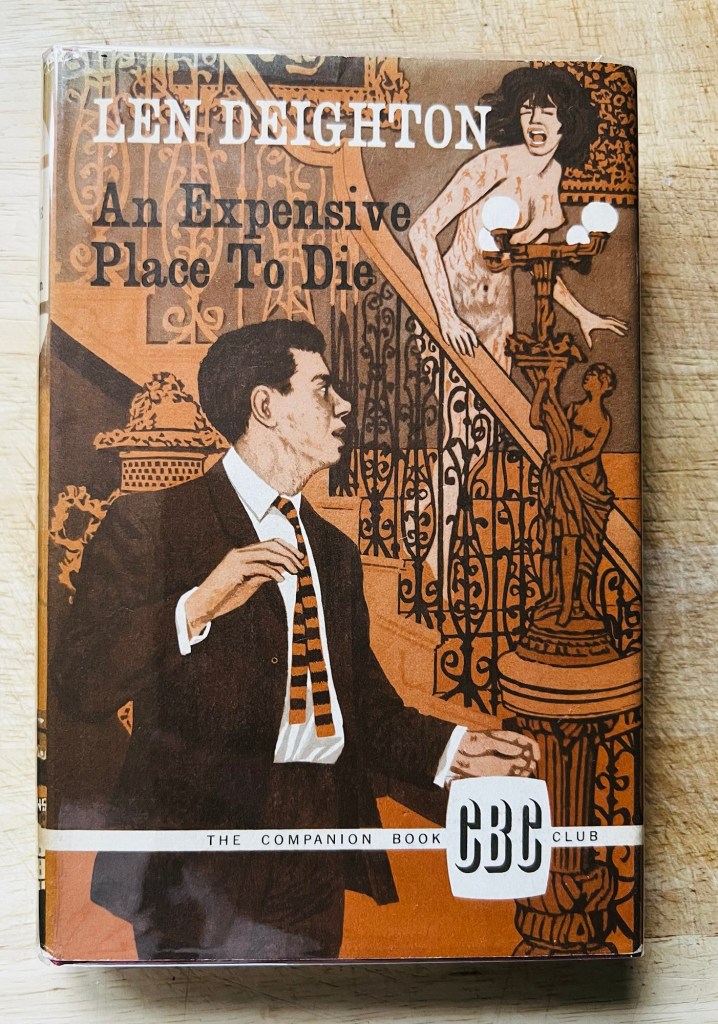 LEN DEIGHTON
An Expensive
Place To Die
THE COMPANION BOOK CBC CLUB